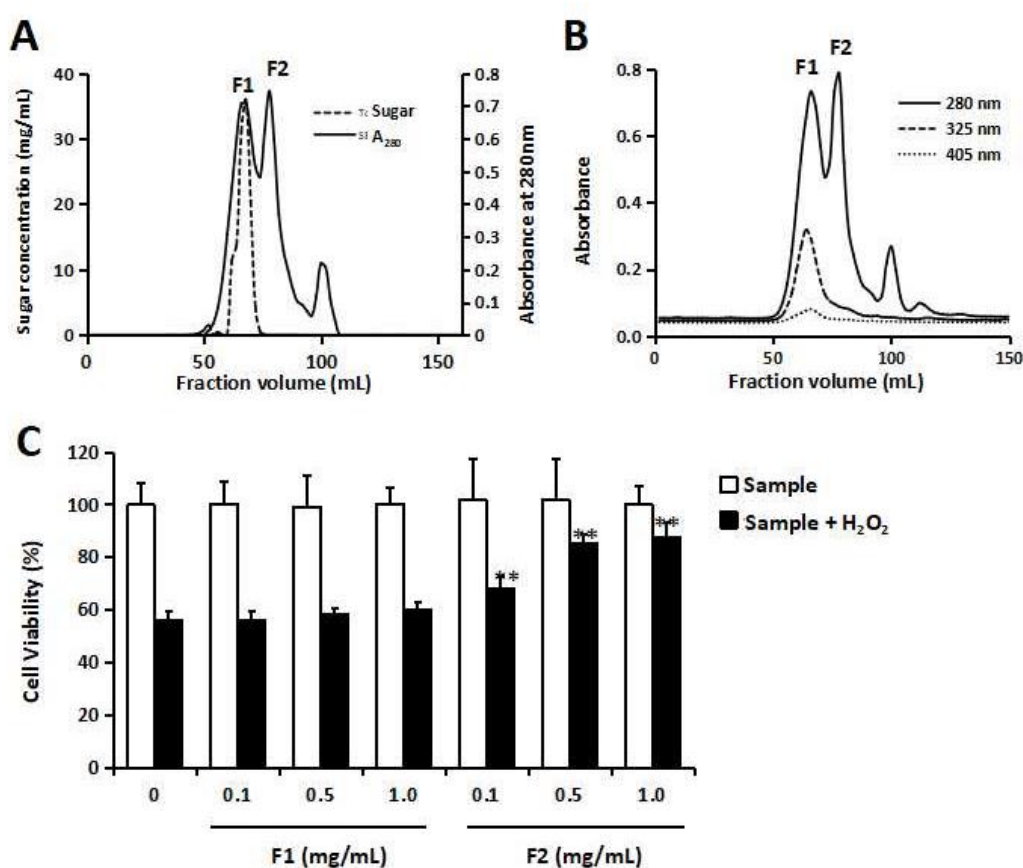 A
F1 F2
40
30
20
10
0
Sugar concentration (mg/mL)
0.8
0.7
0.6
0.5
0.4
0.3
0.2
0.1
0
Absorbance at 280nm
Sugar
A280
0 50 100 150
Fraction volume (mL)
B
F1 F2
0.8
0.6
0.4
0.2
0.0
Absorbance
280 nm
325 nm
405 nm
0 50 100 150
Fraction volume (mL)
C
120
100
80
60
40
20
0
Cell Viability (%)
** ** **
Sample
Sample + H2O2
0 0.1 0.5 1.0 0.1 0.5 1.0
F1 (mg/mL) F2 (mg/mL)